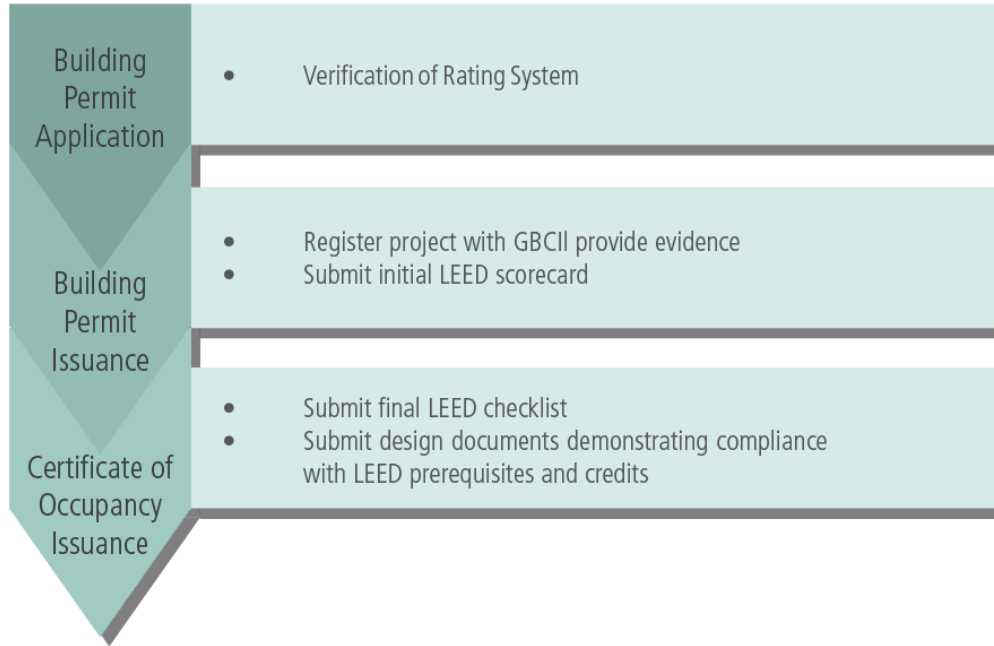 Building
Permit
Application
• Verification of Rating System
Building
Permit
Issuance
• Register project with GBCIl provide evidence
• Submit initial LEED scorecard
Certificate of
Occupancy
Issuance
• Submit final LEED checklist
• Submit design documents demonstrating compliance
with LEED prerequisites and credits